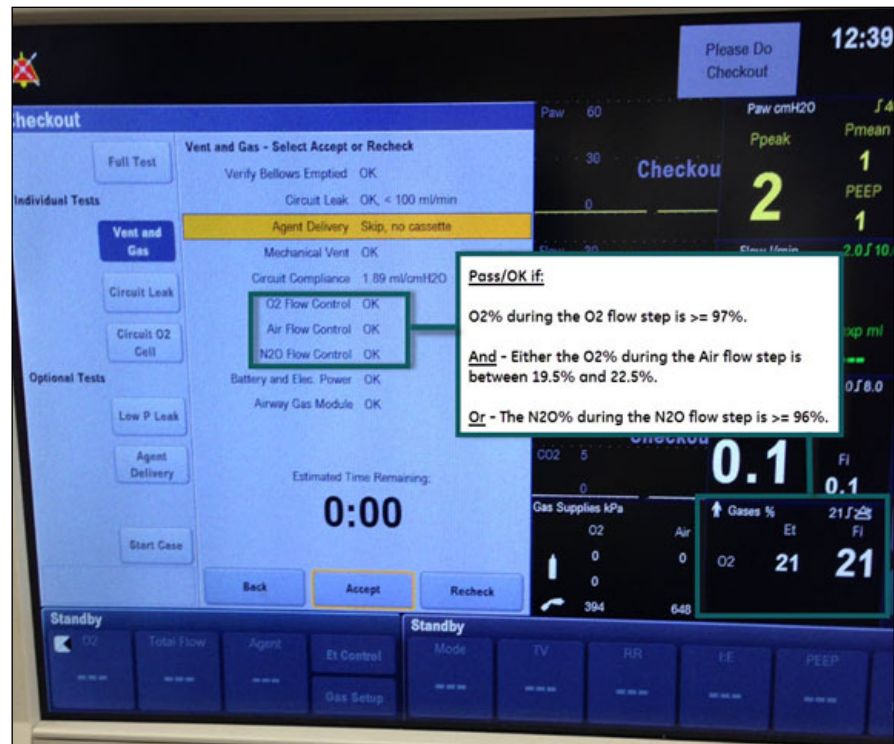 Please Do
Checkout
12:39
Checkout
Vent and Gas - Select Accept or Recheck
Full Test
Verify Bellows Emptied OK
Individual Tests
Circuit Leak OK, < 100 ml/min
Vent and
Gas
Agent Delivery Skip, no cassette
Mechanical Vent OK
Circuit Leak
Circuit Compliance 1.89 ml/cmH2O
O2 Flow Control OK
Circuit O2
Cell
Air Flow Control OK
N2O Flow Control OK
Optional Tests
Battery and Elec. Power OK
Low P Leak
Airway Gas Module OK
Agent
Delivery
Estimated Time Remaining:
0:00
Start Case
Back Accept Recheck
Paw 60
30
0
Checkou
Paw cmH2O
Ppeak
2
Pmean
1
PEEP
1
Pass/OK if:
O2% during the O2 flow step is >= 97%.
And - Either the O2% during the Air flow step is
between 19.5% and 22.5%.
Or - The N2O% during the N2O flow step is >= 96%.
exp ml
CO2 5
0
0.1
Fi
0.1
Gas Supplies kPa
O2 Air
0 0
0
394 648
Gases %
Et Fi
O2 21 21
Standby
O2 Total Flow Agent Et Control
--- --- --- Gas Setup
Standby
Mode TV RR I:E PEEP
--- --- --- --- ---